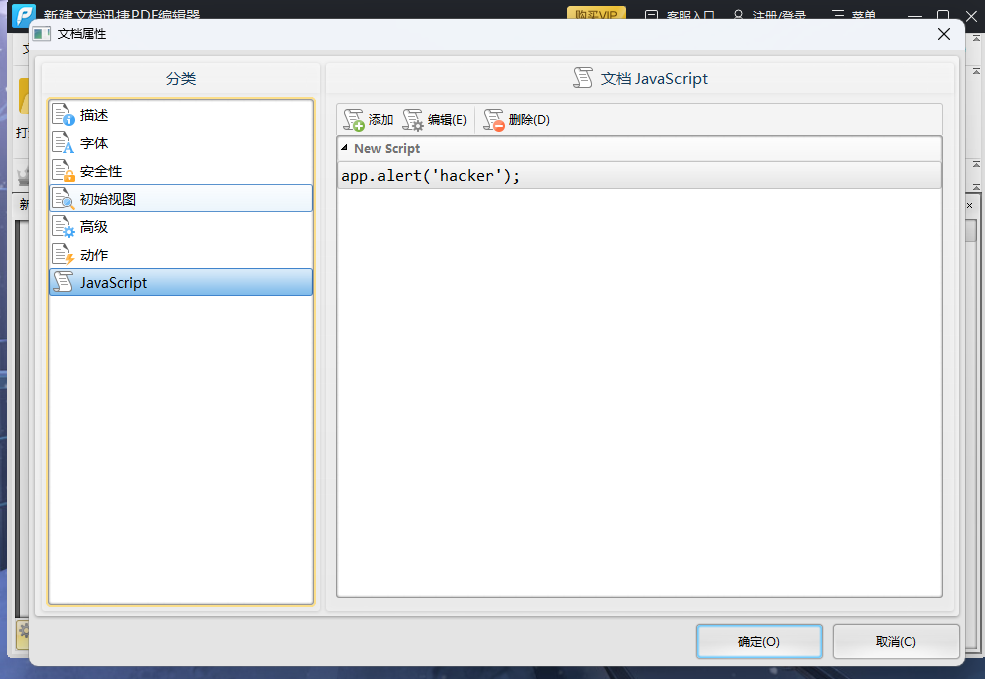 新建文档迅捷PDF编辑器
购买VIP
客服入口
注册/登录
菜单
文档属性
分类
描述
字体
安全性
初始视图
高级
动作
JavaScript
文档 JavaScript
添加
编辑(E)
删除(D)
New Script
app.alert('hacker');
确定(O)
取消(C)